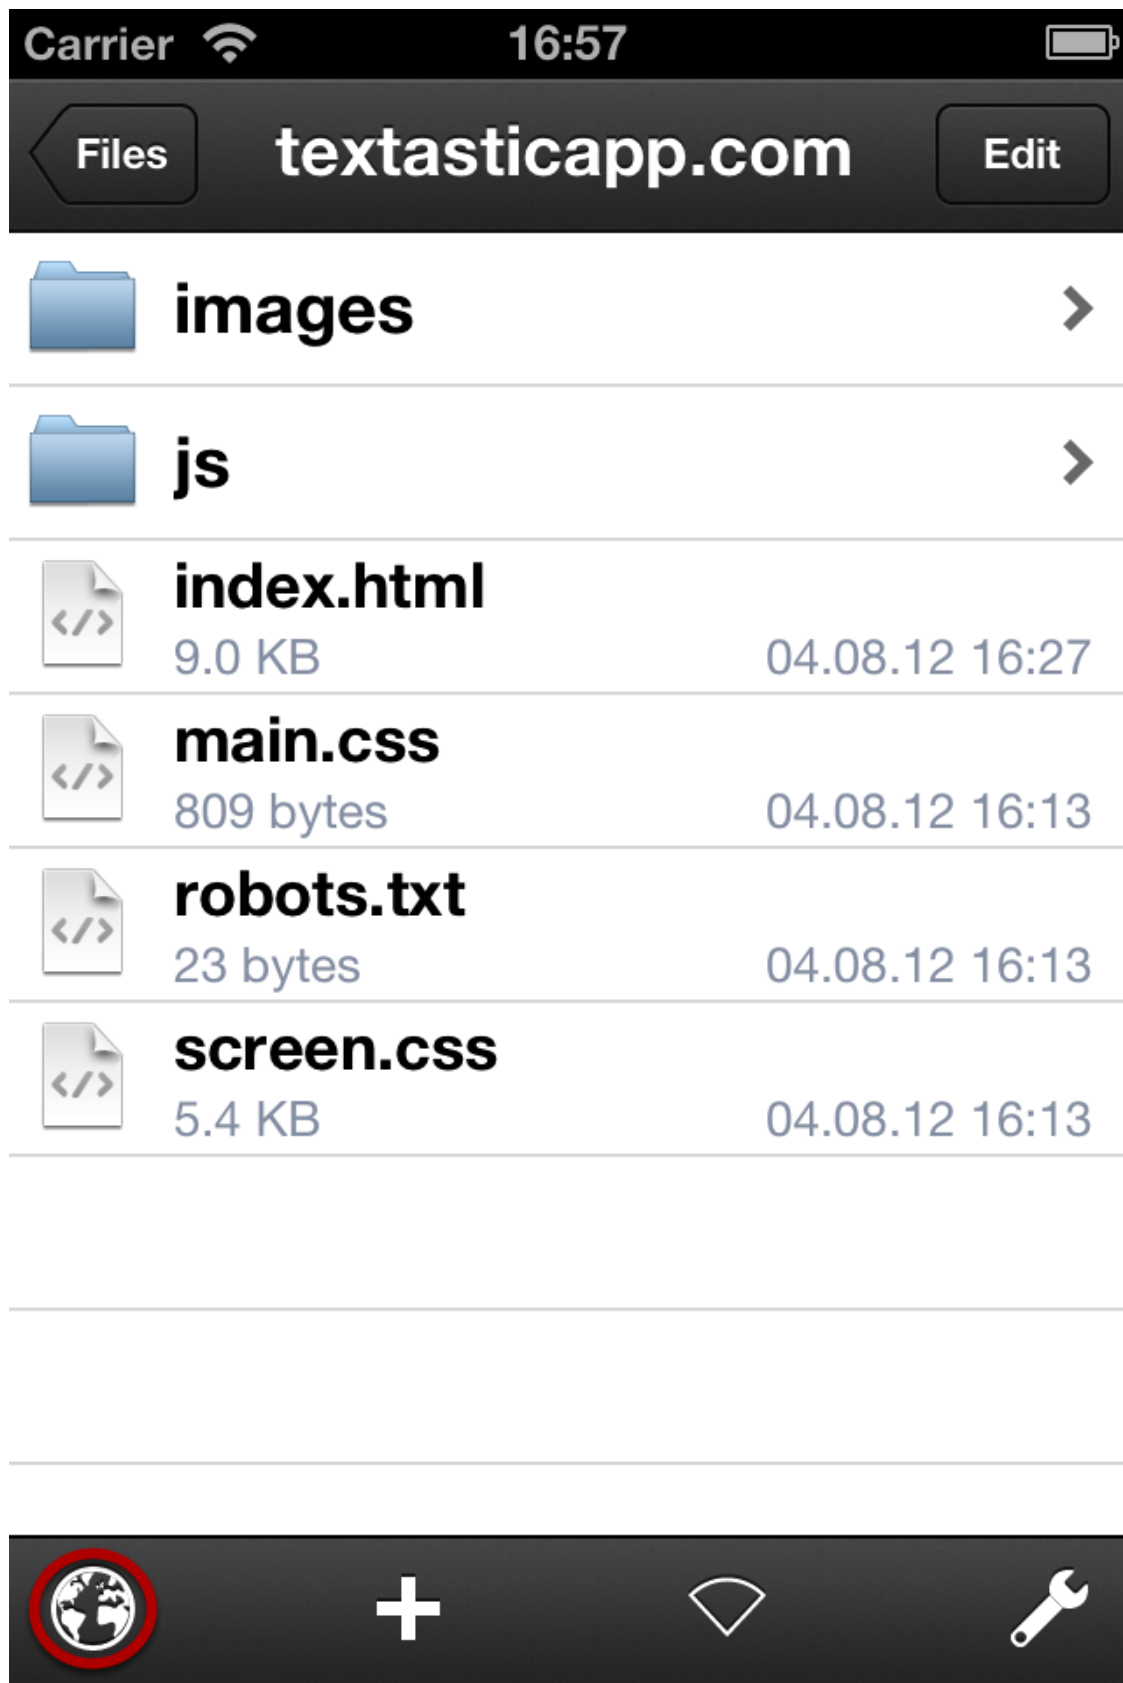 Carrier 16:57
Files textasticapp.com Edit
images
js
index.html
9.0 KB 04.08.12 16:27
main.css
809 bytes 04.08.12 16:13
robots.txt
23 bytes 04.08.12 16:13
screen.css
5.4 KB 04.08.12 16:13